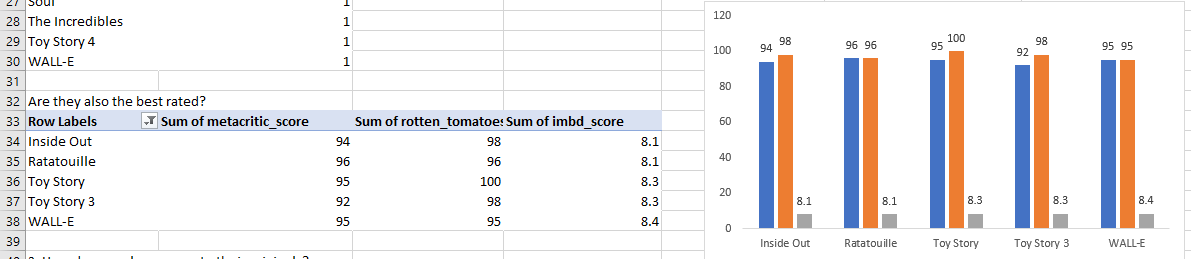 27 Soul 1
28 The Incredibles 1
29 Toy Story 4 1
30 WALL-E 1
31
32 Are they also the best rated?
33 Row Labels Sum of metacritic_score Sum of rotten_tomatoes Sum of imbd_score
34 Inside Out 94 98 8.1
35 Ratatouille 96 96 8.1
36 Toy Story 95 100 8.3
37 Toy Story 3 92 98 8.3
38 WALL-E 95 95 8.4
39
120
100
80
60
40
20
0
94 98 8.1
96 96 8.1
95 100 8.3
92 98 8.3
95 95 8.4
Inside Out Ratatouille Toy Story Toy Story 3 WALL-E